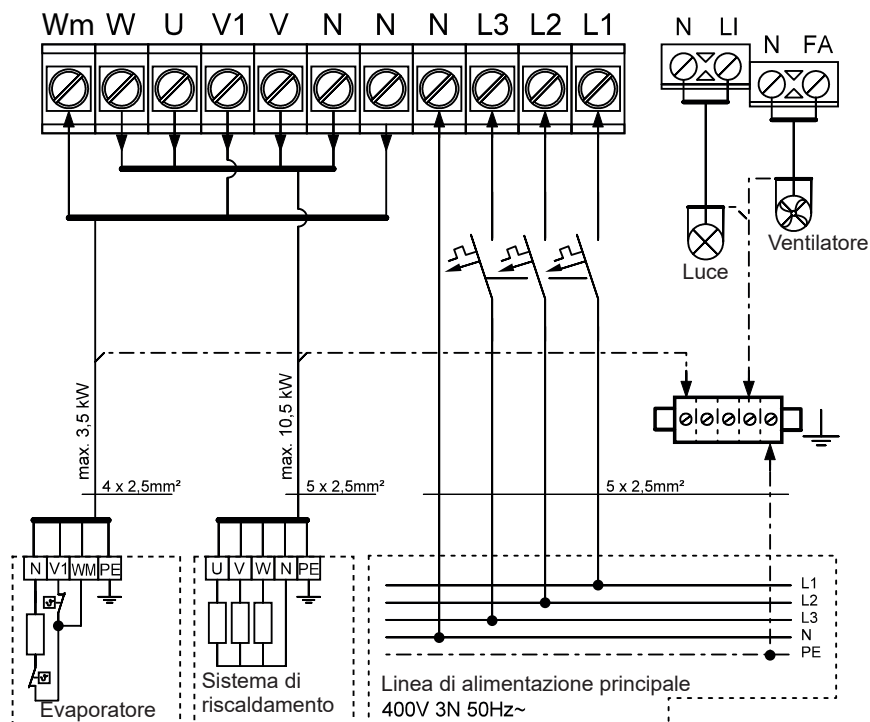 Wm W U V1 V N N N L3 L2 L1
N LI
N FA
Ventilatore
Luce
max. 3,5 kW
max. 10,5 kW
4 x 2,5mm²
5 x 2,5mm²
5 x 2,5mm²
N V1 WM PE
U V W N PE
L1
L2
L3
N
PE
Evaporatore
Sistema di
riscaldamento
Linea di alimentazione principale
400V 3N 50Hz~